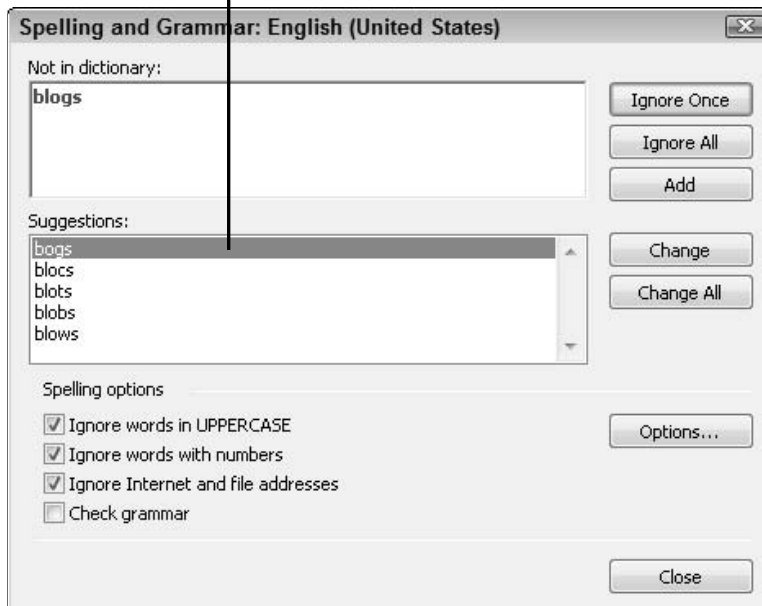 Spelling and Grammar: English (United States)
Not in dictionary:
blogs
Ignore Once
Ignore All
Add
Suggestions:
bogs
blocs
blots
blobs
blows
Change
Change All
Spelling options
Ignore words in UPPERCASE
Ignore words with numbers
Ignore Internet and file addresses
Check grammar
Options...
Close